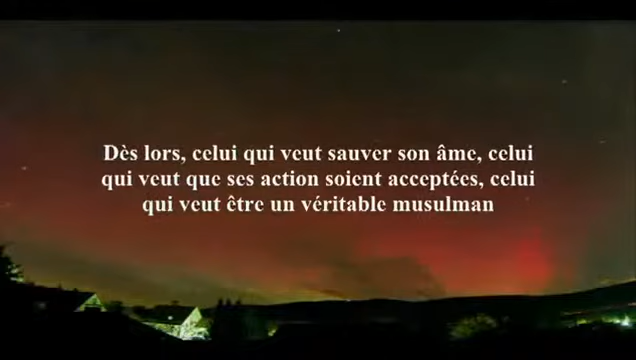 Dès lors, celui qui veut sauver son âme, celui
qui veut que ses action soient acceptées, celui
qui veut être un véritable musulman